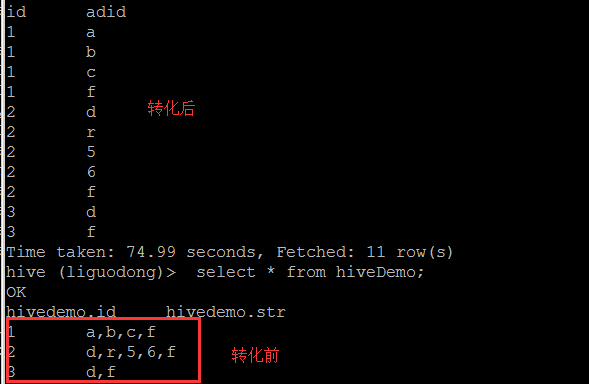 id adid
1 a
1 b
1 c
1 f
2 d
转化后
2 r
2 5
2 6
2 f
3 d
3 f
Time taken: 74.99 seconds, Fetched: 11 row(s)
hive (liguodong)> select * from hiveDemo;
OK
hivedemo.id hivedemo.str
1 a,b,c,f
2 d,r,5,6,f
转化前
3 d,f